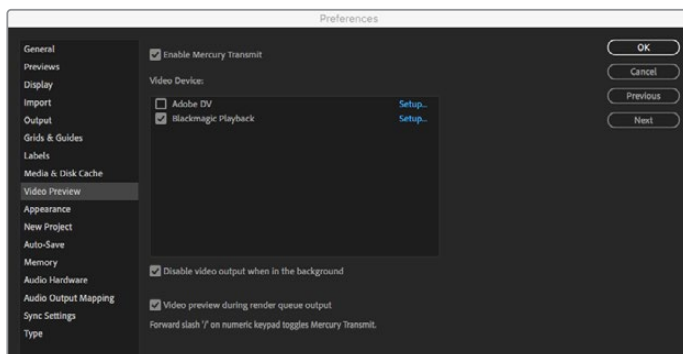 Preferences
General
Previews
Display
Import
Output
Grids & Guides
Labels
Media & Disk Cache
Video Preview
Appearance
New Project
Auto-Save
Memory
Audio Hardware
Audio Output Mapping
Sync Settings
Type
Enable Mercury Transmit
Video Device:
Adobe DV Setup...
Blackmagic Playback Setup...
Disable video output when in the background
Video preview during render queue output
Forward slash '/' on numeric keypad toggles Mercury Transmit.
OK
Cancel
Previous
Next